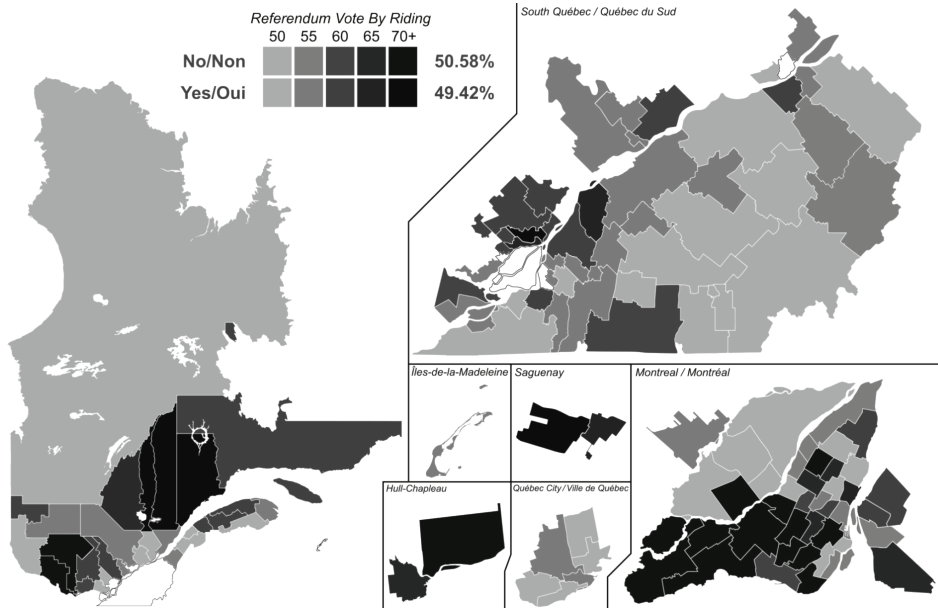 Referendum Vote By Riding
50 55 60 65 70+
No/Non 50.58%
Yes/Oui 49.42%
South Québec / Québec du Sud
Îles-de-la-Madeleine
Saguenay
Montreal / Montréal
Hull-Chapleau
Québec City / Ville de Québec